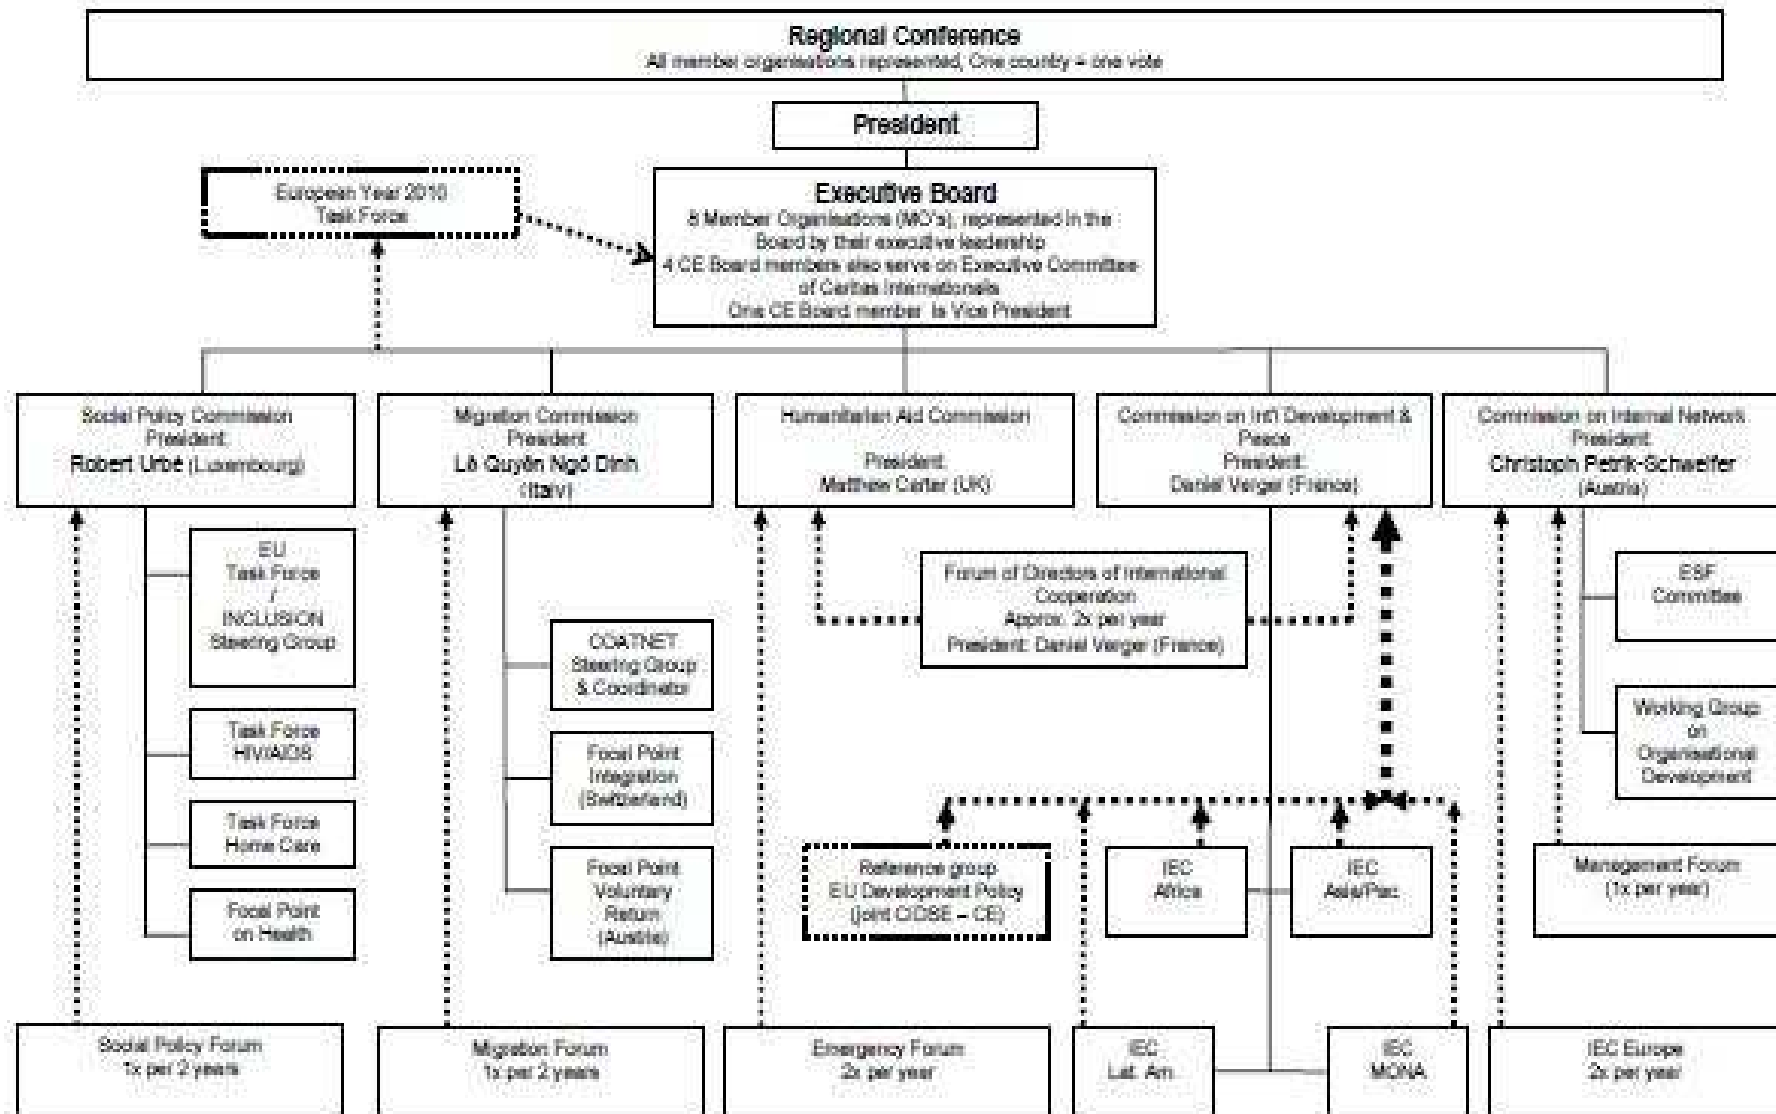 Regional Conference
All member organisations represented, One country = one vote
President
European Year 2010
Task Force
Executive Board
8 Member Organisations (MO's), represented in the
Board by their executive leadership
4 CE Board members also serve on Executive Committee
of Caritas Internationalis
One CE Board member is Vice President
Social Policy Commission
President:
Robert Urbé (Luxembourg)
Migration Commission
President
Lê Quyên Ngô Dình
(Italy)
Humanitarian Aid Commission
President:
Matthew Carter (UK)
Commission on Int'l Development &
Peace
President:
Daniel Verger (France)
Commission on Internal Network
President:
Christoph Petrik-Schweifer
(Austria)
EU
Task Force
/
INCLUSION
Steering Group
Task Force
HIV/AIDS
Task Force
Home Care
Focal Point
on Health
COATNET
Steering Group
& Coordinator
Focal Point
Integration
(Switzerland)
Focal Point
Voluntary
Return
(Austria)
Forum of Directors of International
Cooperation
Approx. 2x per year
President: Daniel Verger (France)
ESF
Committee
Working Group
on
Organisational
Development
Reference group
EU Development Policy
(joint CIDSE – CE)
IEC
Africa
IEC
Asia/Pac.
Management Forum
(1x per year)
Social Policy Forum
1x per 2 years
Migration Forum
1x per 2 years
Emergency Forum
2x per year
IEC
Lat. Am.
IEC
MONA
IEC Europe
2x per year